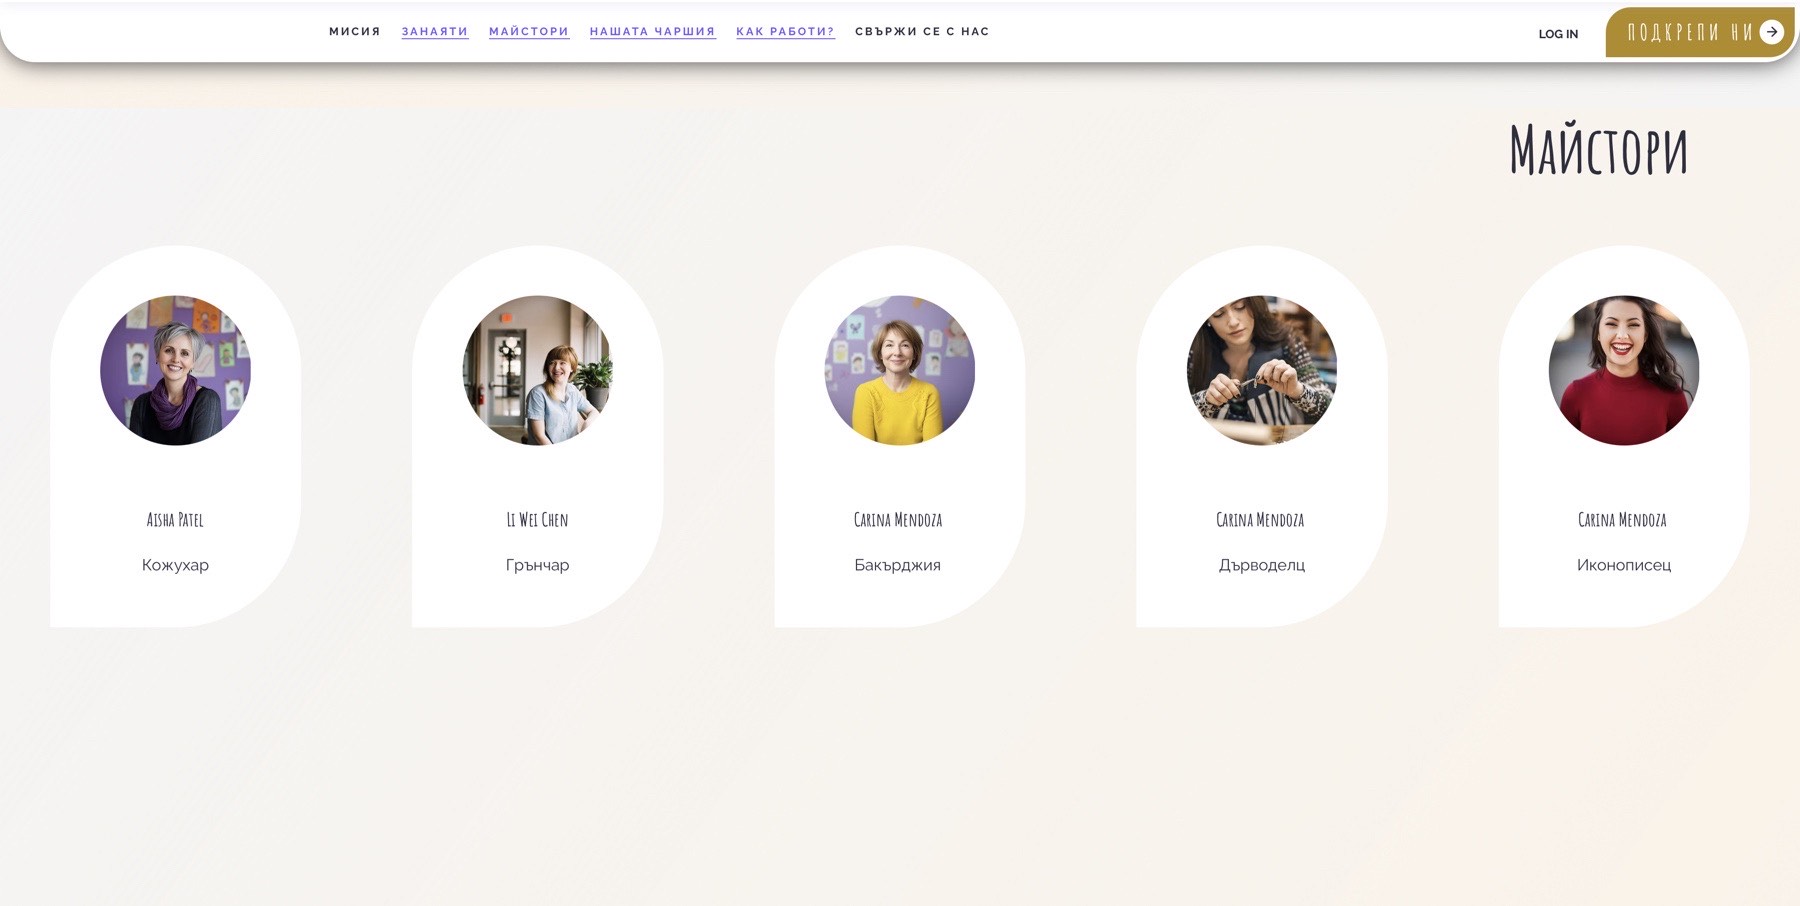 МИСИЯ ЗАНАЯТИ МАЙСТОРИ НАШАТА ЧАРШИЯ КАК РАБОТИ? СВЪРЖИ СЕ С НАС LOG IN ПОДКРЕПИ НИ
Майстори
Aisha Patel
Кожухар
Li Wei Chen
Грънчар
Carina Mendoza
Бакърджия
Carina Mendoza
Дърводелц
Carina Mendoza
Иконописец